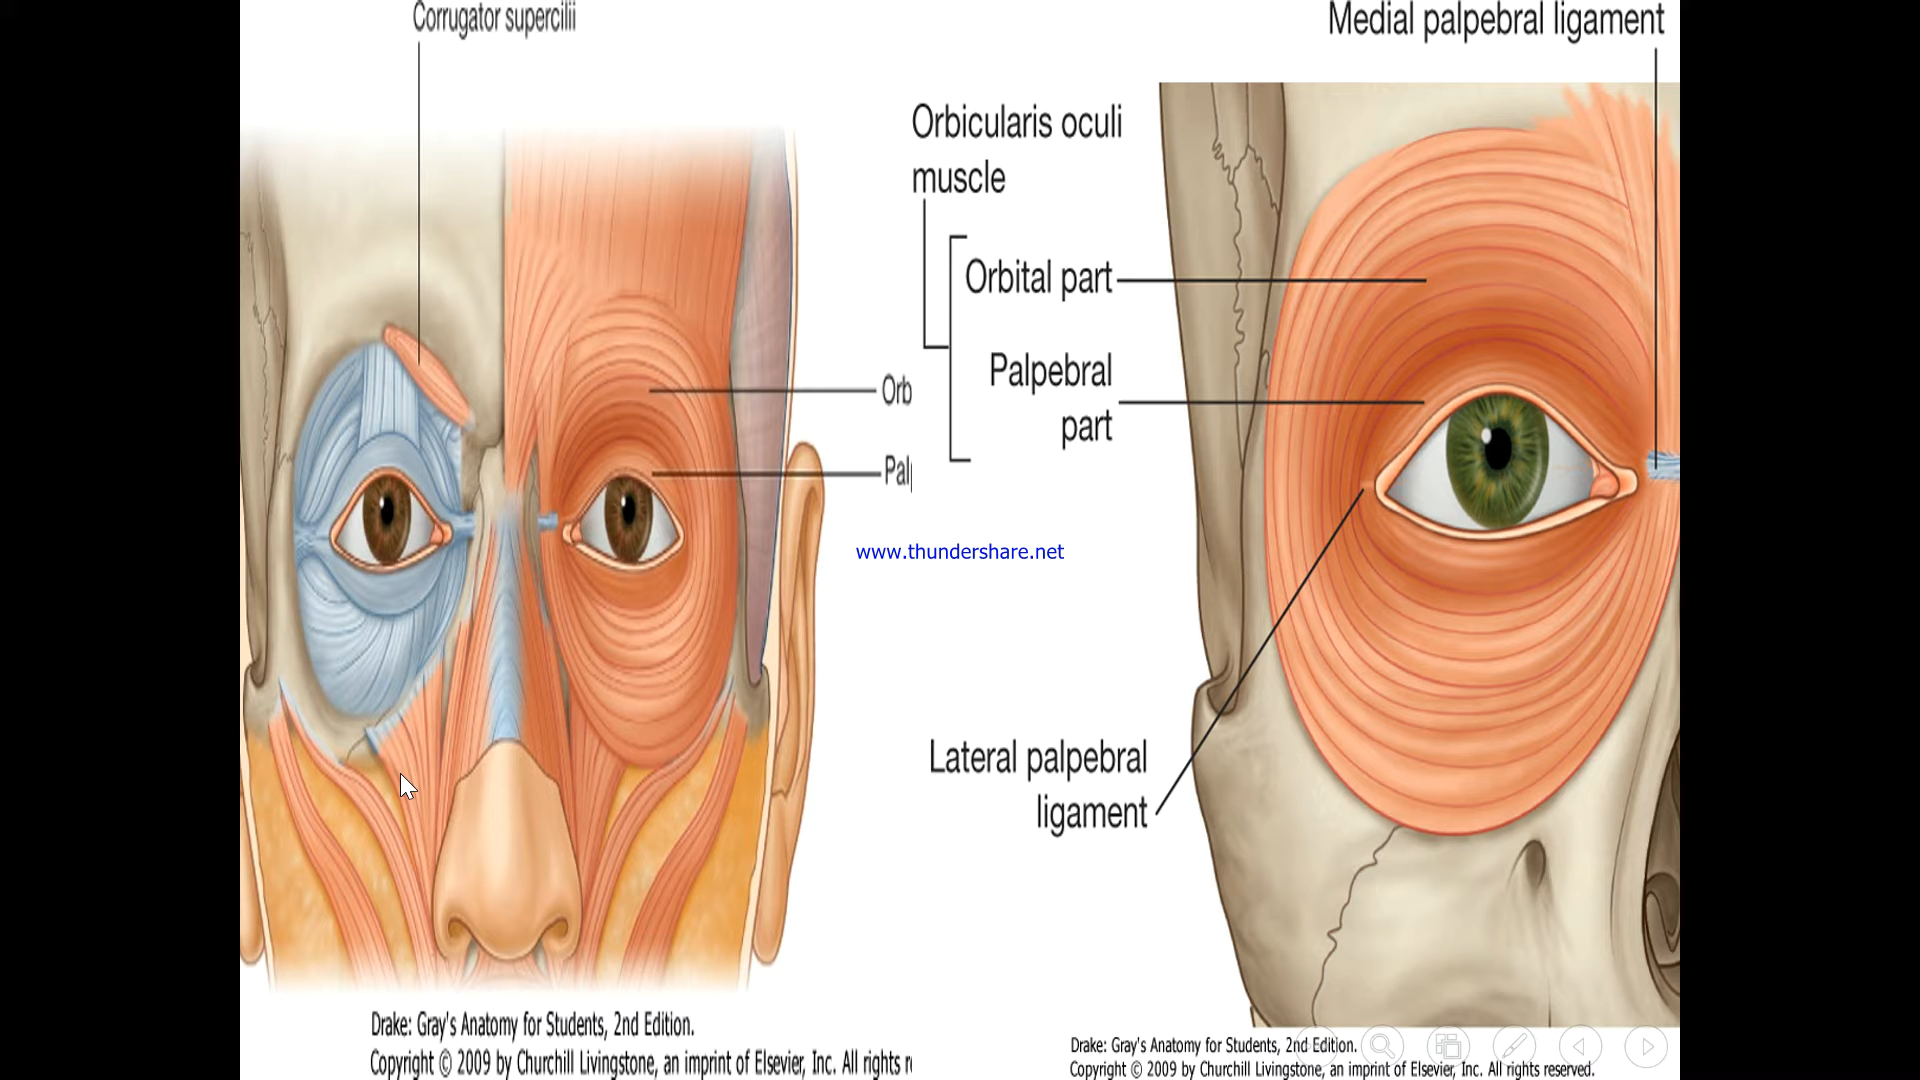 Corrugator supercilii
Orb
Pal
Drake: Gray's Anatomy for Students, 2nd Edition.
Copyright © 2009 by Churchill Livingstone, an imprint of Elsevier, Inc. All rights r
www.thundershare.net
Medial palpebral ligament
Orbicularis oculi
muscle
Orbital part
Palpebral
part
Lateral palpebral
ligament
Drake: Gray's Anatomy for Students, 2nd Edition.
Copyright © 2009 by Churchill Livingstone, an imprint of Elsevier, Inc. All rights reserved.